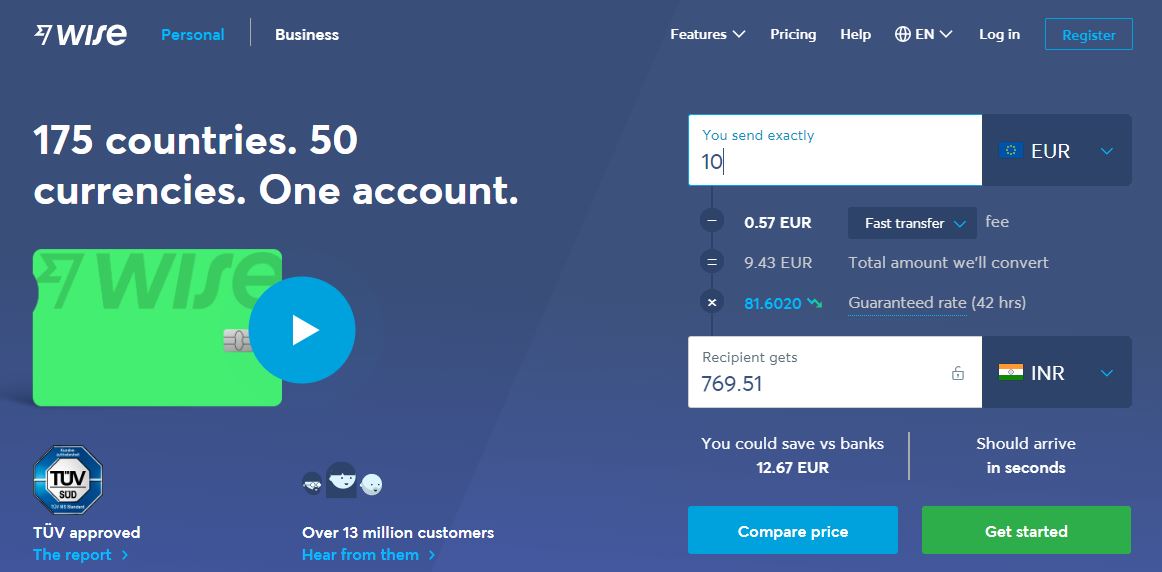 WISE
Personal
Business
Features
Pricing
Help
EN
Log in
Register
175 countries. 50
currencies. One account.
WISE
TÜV
SÜD
TÜV approved
The report
Over 13 million customers
Hear from them
You send exactly
10
EUR
0.57 EUR Fast transfer fee
9.43 EUR Total amount we'll convert
81.6020 Guaranteed rate (42 hrs)
Recipient gets
769.51
INR
You could save vs banks
12.67 EUR
Should arrive
in seconds
Compare price
Get started